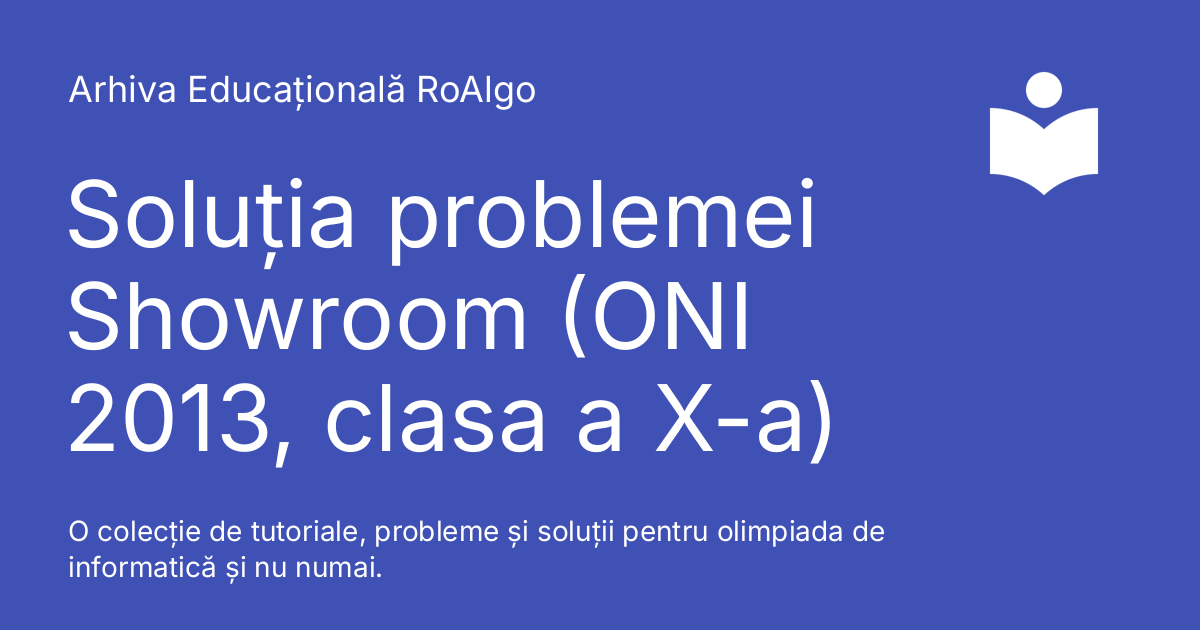 Arhiva Educațională RoAlgo
Soluția problemei
Showroom (ONI
2013, clasa a X-a)
O colecție de tutoriale, probleme și soluții pentru olimpiada de
informatică și nu numai.